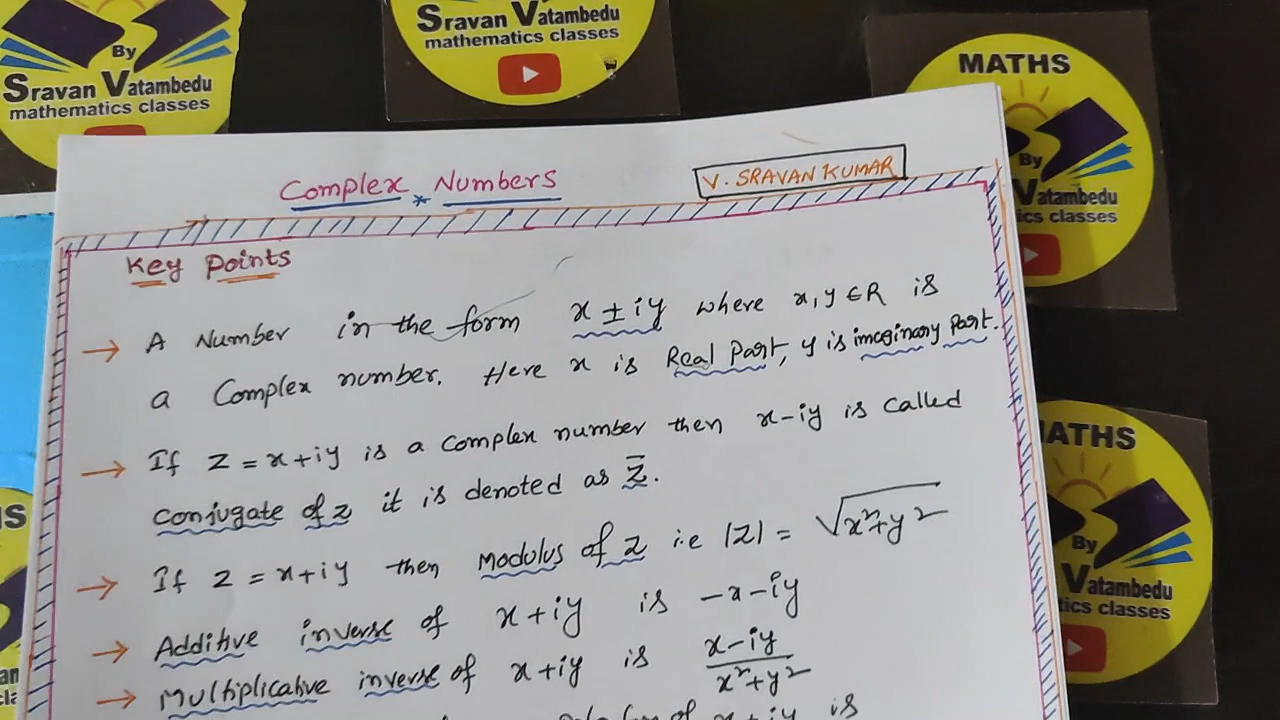 By
Sravan Vatambedu
mathematics classes
Sravan Vatambedu
mathematics classes
MATHS
By
Vatambedu
ics classes
Complex * Numbers
V. SRAVAN KUMAR
Key Points
→ A Number in the form x ± iy where x, y ∈ R is
a Complex number. Here x is Real Part, y is imaginary Part.
→ If z = x+iy is a complex number then x-iy is called
conjugate of z it is denoted as z̄.
→ If z = x+iy then Modulus of z i.e |z| = √(x²+y²)
→ Additive inverse of x+iy is -x-iy
→ Multiplicative inverse of x+iy is (x-iy)/(x²+y²)
of x+iy is
ATHS
By
Vatambedu
tics classes